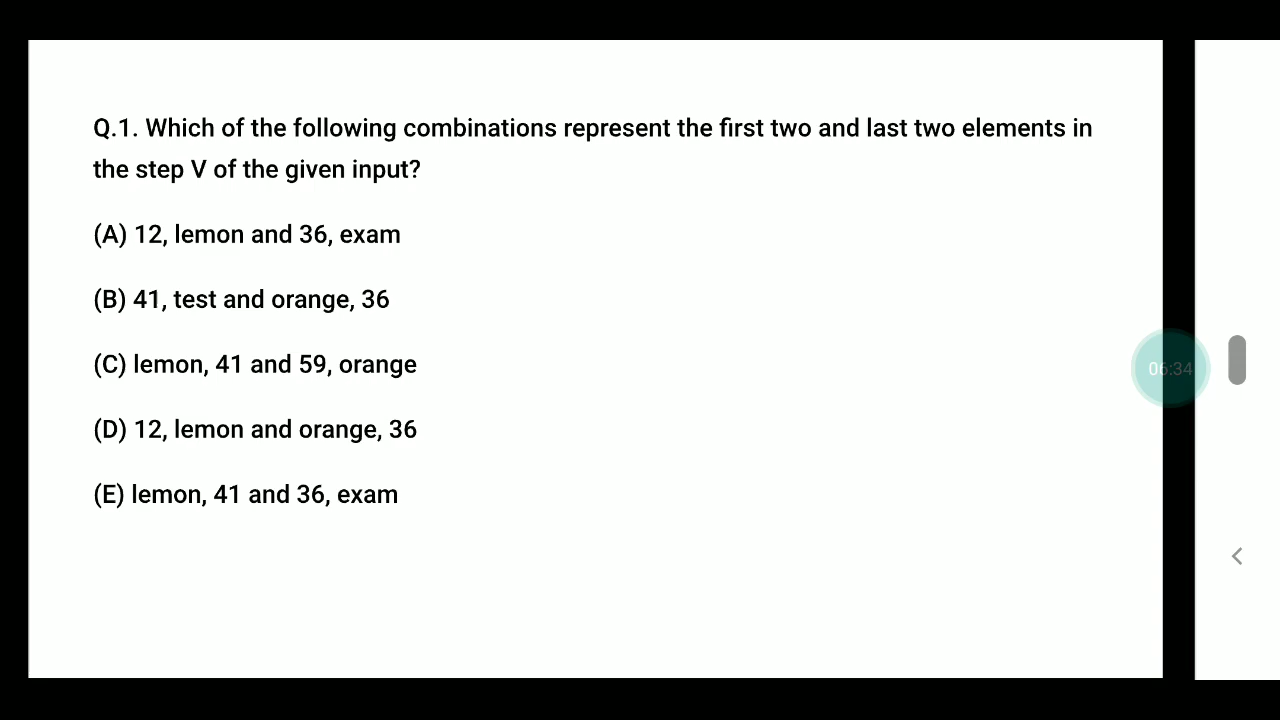 Q.1. Which of the following combinations represent the first two and last two elements in
the step V of the given input?
(A) 12, lemon and 36, exam
(B) 41, test and orange, 36
(C) lemon, 41 and 59, orange
06:34
(D) 12, lemon and orange, 36
(E) lemon, 41 and 36, exam